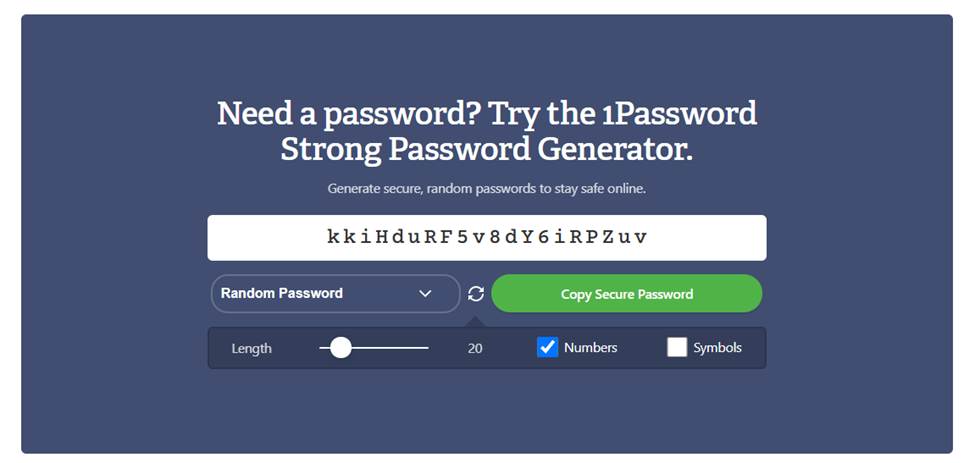 Need a password? Try the 1Password
Strong Password Generator.
Generate secure, random passwords to stay safe online.
kkiHduRF5v8dY6iRPZuv
Random Password
Copy Secure Password
Length
20
Numbers
Symbols